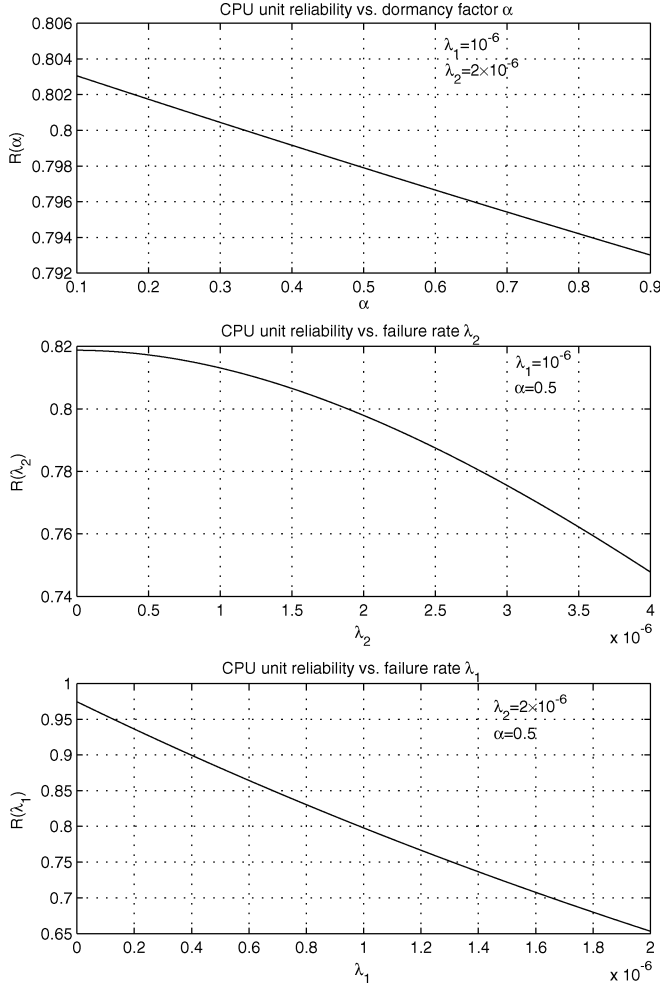 CPU unit reliability vs. dormancy factor α
0.806
0.804
0.802
0.8
0.798
0.796
0.794
0.792
R(α)
λ1=10^-6
λ2=2×10^-6
0.1 0.2 0.3 0.4 0.5 0.6 0.7 0.8 0.9
α
CPU unit reliability vs. failure rate λ2
0.82
0.8
0.78
0.76
0.74
R(λ2)
λ1=10^-6
α=0.5
0 0.5 1 1.5 2 2.5 3 3.5 4
λ2
x 10^-6
CPU unit reliability vs. failure rate λ1
1
0.95
0.9
0.85
0.8
0.75
0.7
0.65
R(λ1)
λ2=2×10^-6
α=0.5
0 0.2 0.4 0.6 0.8 1 1.2 1.4 1.6 1.8 2
λ1
x 10^-6